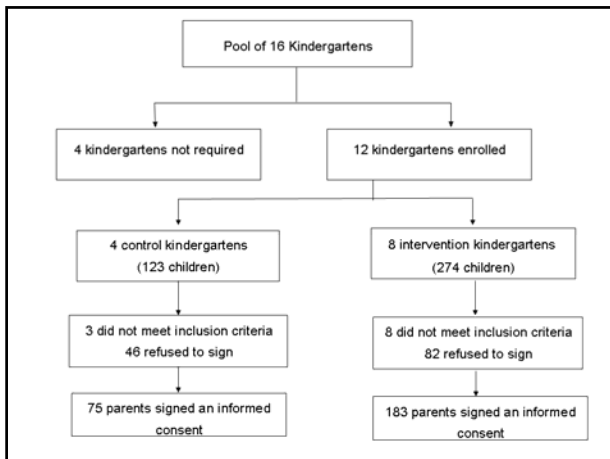 Pool of 16 Kindergartens
4 kindergartens not required
12 kindergartens enrolled
4 control kindergartens
(123 children)
8 intervention kindergartens
(274 children)
3 did not meet inclusion criteria
46 refused to sign
8 did not meet inclusion criteria
82 refused to sign
75 parents signed an informed
consent
183 parents signed an informed
consent